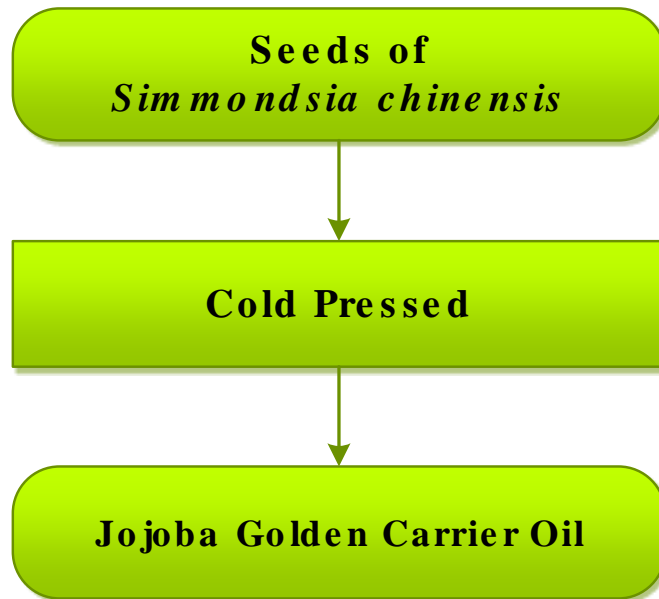 Seeds of
Simmondsia chinensis
Cold Pressed
Jojoba Golden Carrier Oil